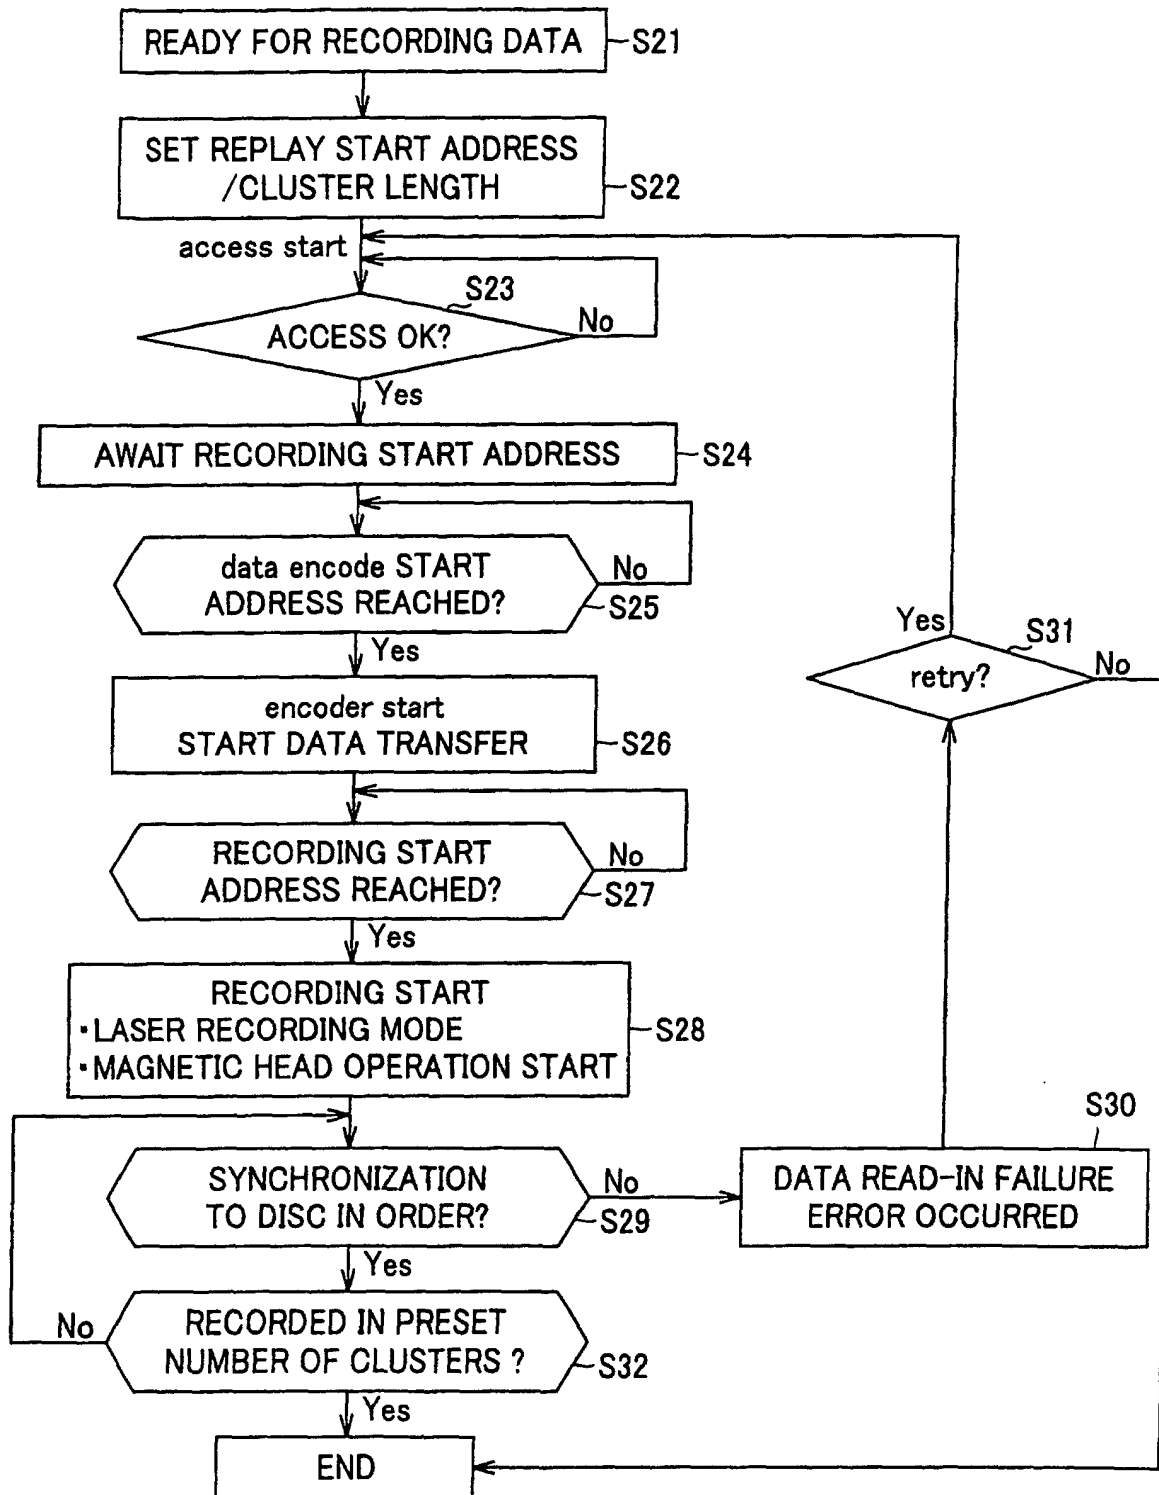 READY FOR RECORDING DATA
S21
SET REPLAY START ADDRESS
/CLUSTER LENGTH
S22
access start
S23
ACCESS OK?
No
Yes
AWAIT RECORDING START ADDRESS
S24
data encode START
ADDRESS REACHED?
No
S25
Yes
encoder start
START DATA TRANSFER
S26
RECORDING START
ADDRESS REACHED?
No
S27
Yes
RECORDING START
・LASER RECORDING MODE
・MAGNETIC HEAD OPERATION START
S28
SYNCHRONIZATION
TO DISC IN ORDER?
No
S29
Yes
S30
DATA READ-IN FAILURE
ERROR OCCURRED
Yes
S31
retry?
No
RECORDED IN PRESET
NUMBER OF CLUSTERS ?
No
S32
Yes
END